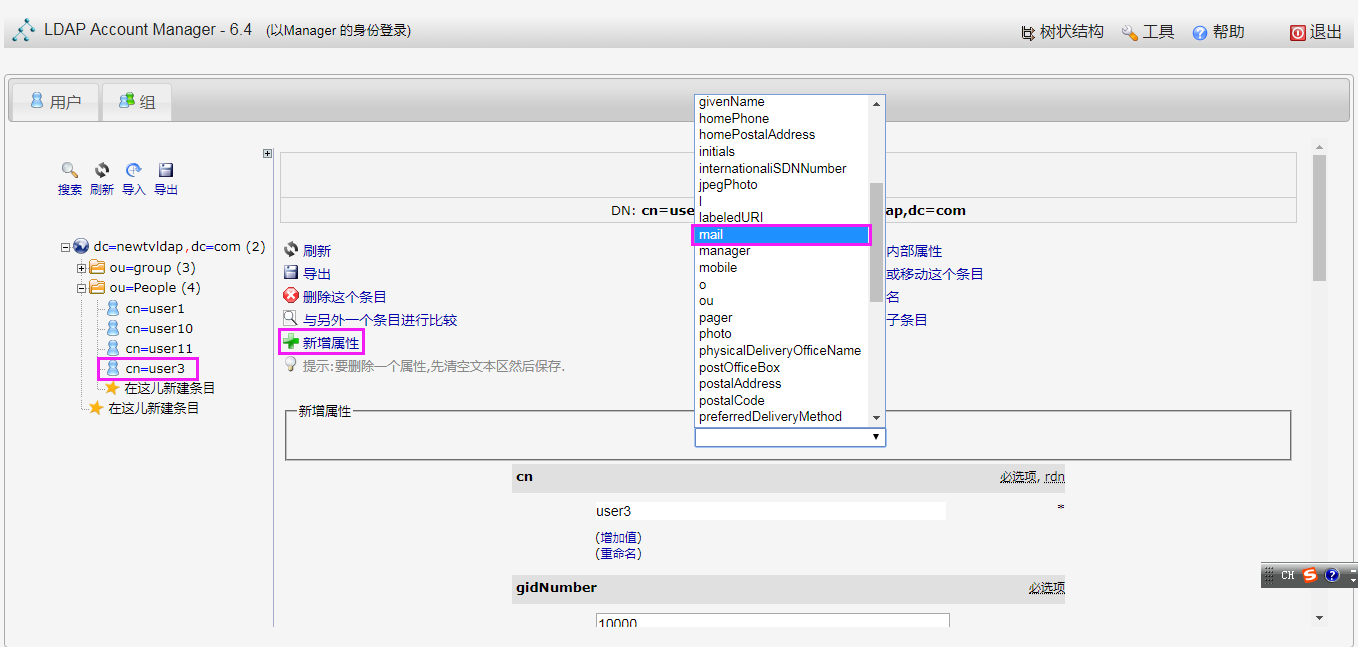 LDAP Account Manager - 6.4 (以Manager 的身份登录)
树状结构 工具 帮助 退出
用户 组
搜索 刷新 导入 导出
dc=newtvldap,dc=com (2)
ou=group (3)
ou=People (4)
cn=user1
cn=user10
cn=user11
cn=user3
在这儿新建条目
在这儿新建条目
DN: cn=use
ap,dc=com
刷新
导出
删除这个条目
与另外一个条目进行比较
新增属性
提示:要删除一个属性,先清空文本区然后保存.
内部属性
或移动这个条目
名
子条目
givenName
homePhone
homePostalAddress
initials
internationaliSDNNumber
jpegPhoto
l
labeledURI
mail
manager
mobile
o
ou
pager
photo
physicalDeliveryOfficeName
postOfficeBox
postalAddress
postalCode
preferredDeliveryMethod
新增属性
cn 必选项, rdn
user3 *
(增加值)
(重命名)
gidNumber 必选项
10000
CH